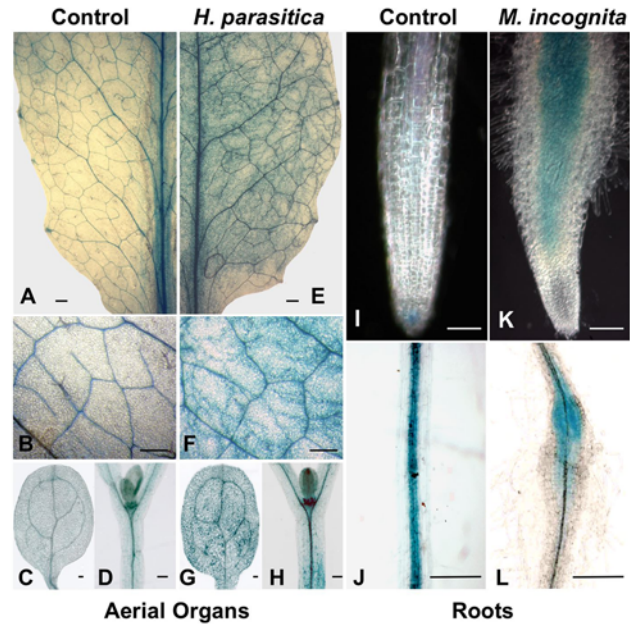 Control H. parasitica Control M. incognita
A E I K
B F
C D G H J L
Aerial Organs Roots